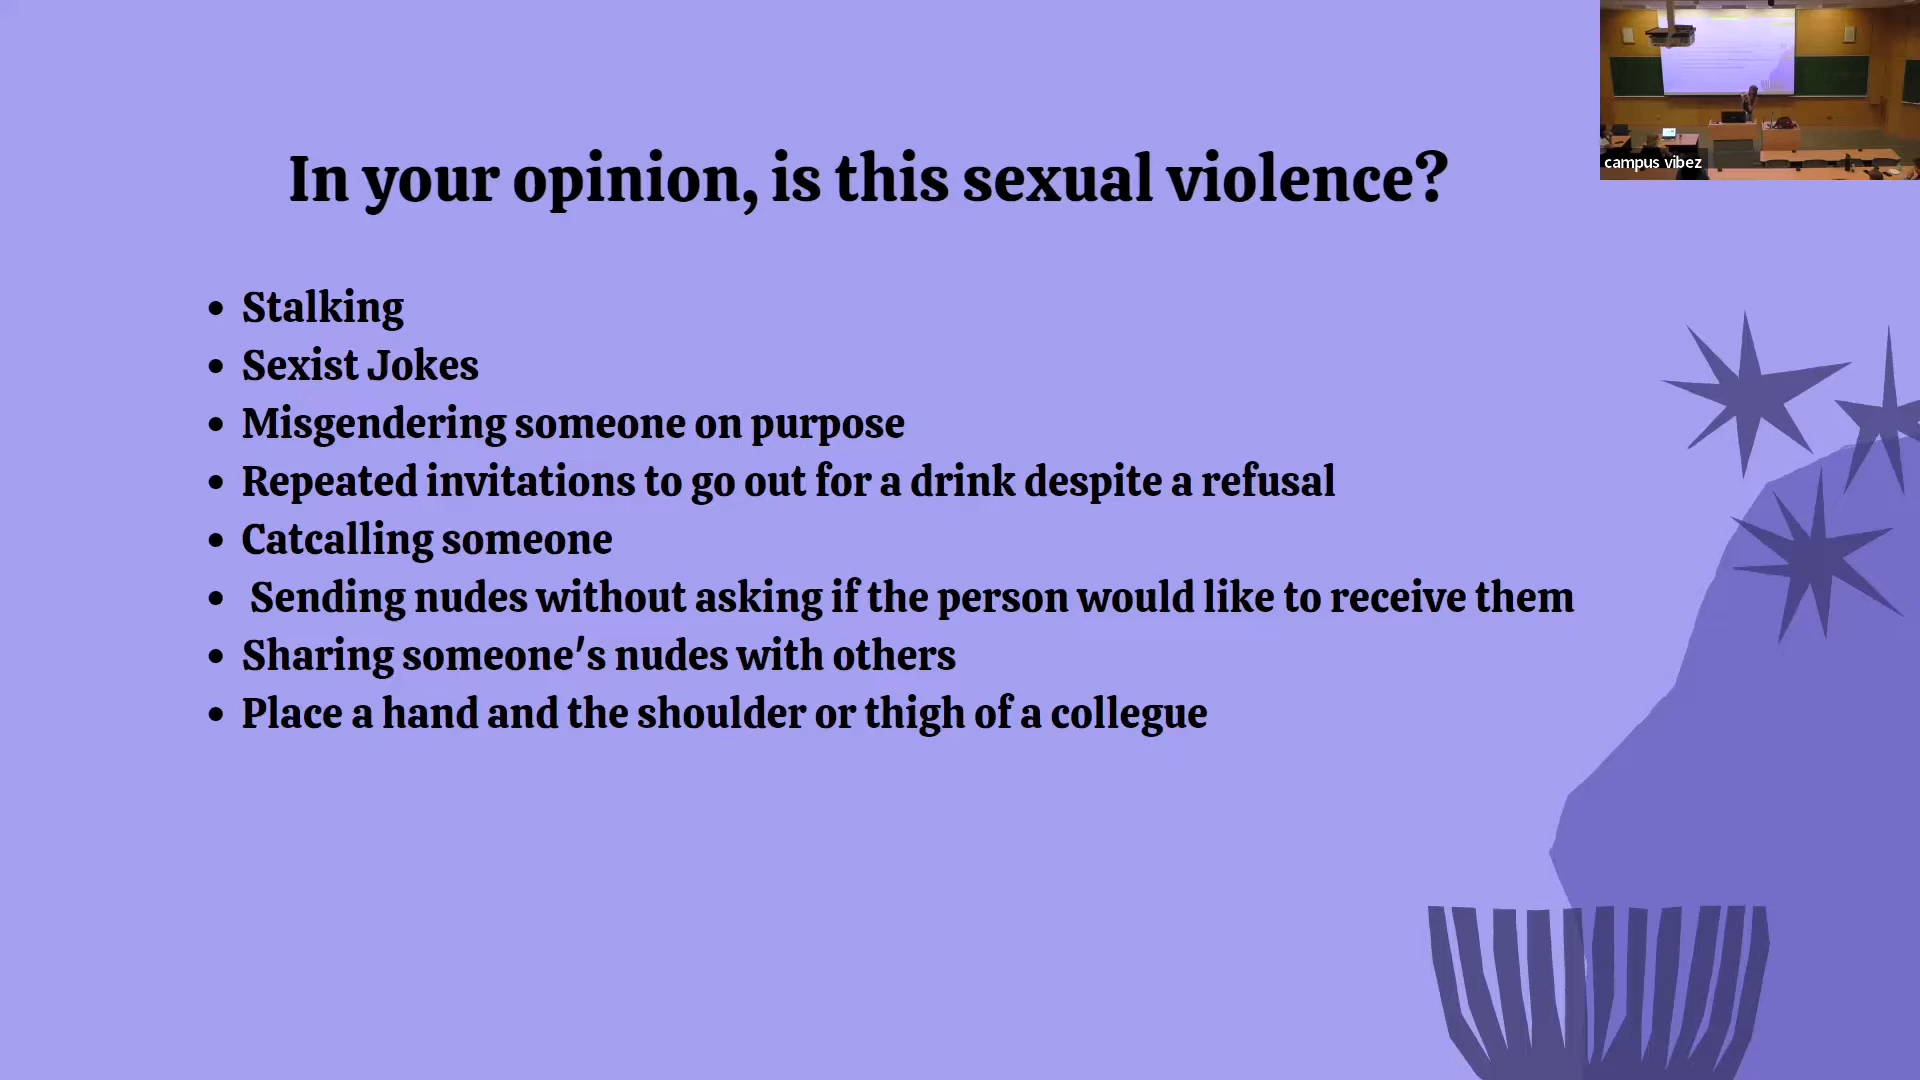 campus vibez
In your opinion, is this sexual violence?
• Stalking
• Sexist Jokes
• Misgendering someone on purpose
• Repeated invitations to go out for a drink despite a refusal
• Catcalling someone
• Sending nudes without asking if the person would like to receive them
• Sharing someone's nudes with others
• Place a hand and the shoulder or thigh of a collegue